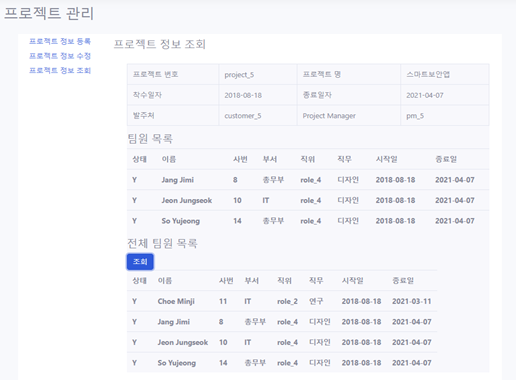 프로젝트 관리
프로젝트 정보 등록
프로젝트 정보 수정
프로젝트 정보 조회
프로젝트 정보 조회
프로젝트 번호 project_5 프로젝트 명 스마트보안앱
착수일자 2018-08-18 종료일자 2021-04-07
발주처 customer_5 Project Manager pm_5
팀원 목록
상태 이름 사번 부서 직위 직무 시작일 종료일
Y Jang Jimi 8 총무부 role_4 디자인 2018-08-18 2021-04-07
Y Jeon Jungseok 10 IT role_4 디자인 2018-08-18 2021-04-07
Y So Yujeong 14 총무부 role_4 디자인 2018-08-18 2021-04-07
전체 팀원 목록
조회
상태 이름 사번 부서 직위 직무 시작일 종료일
Y Choe Minji 11 IT role_2 연구 2018-08-18 2021-03-11
Y Jang Jimi 8 총무부 role_4 디자인 2018-08-18 2021-04-07
Y Jeon Jungseok 10 IT role_4 디자인 2018-08-18 2021-04-07
Y So Yujeong 14 총무부 role_4 디자인 2018-08-18 2021-04-07